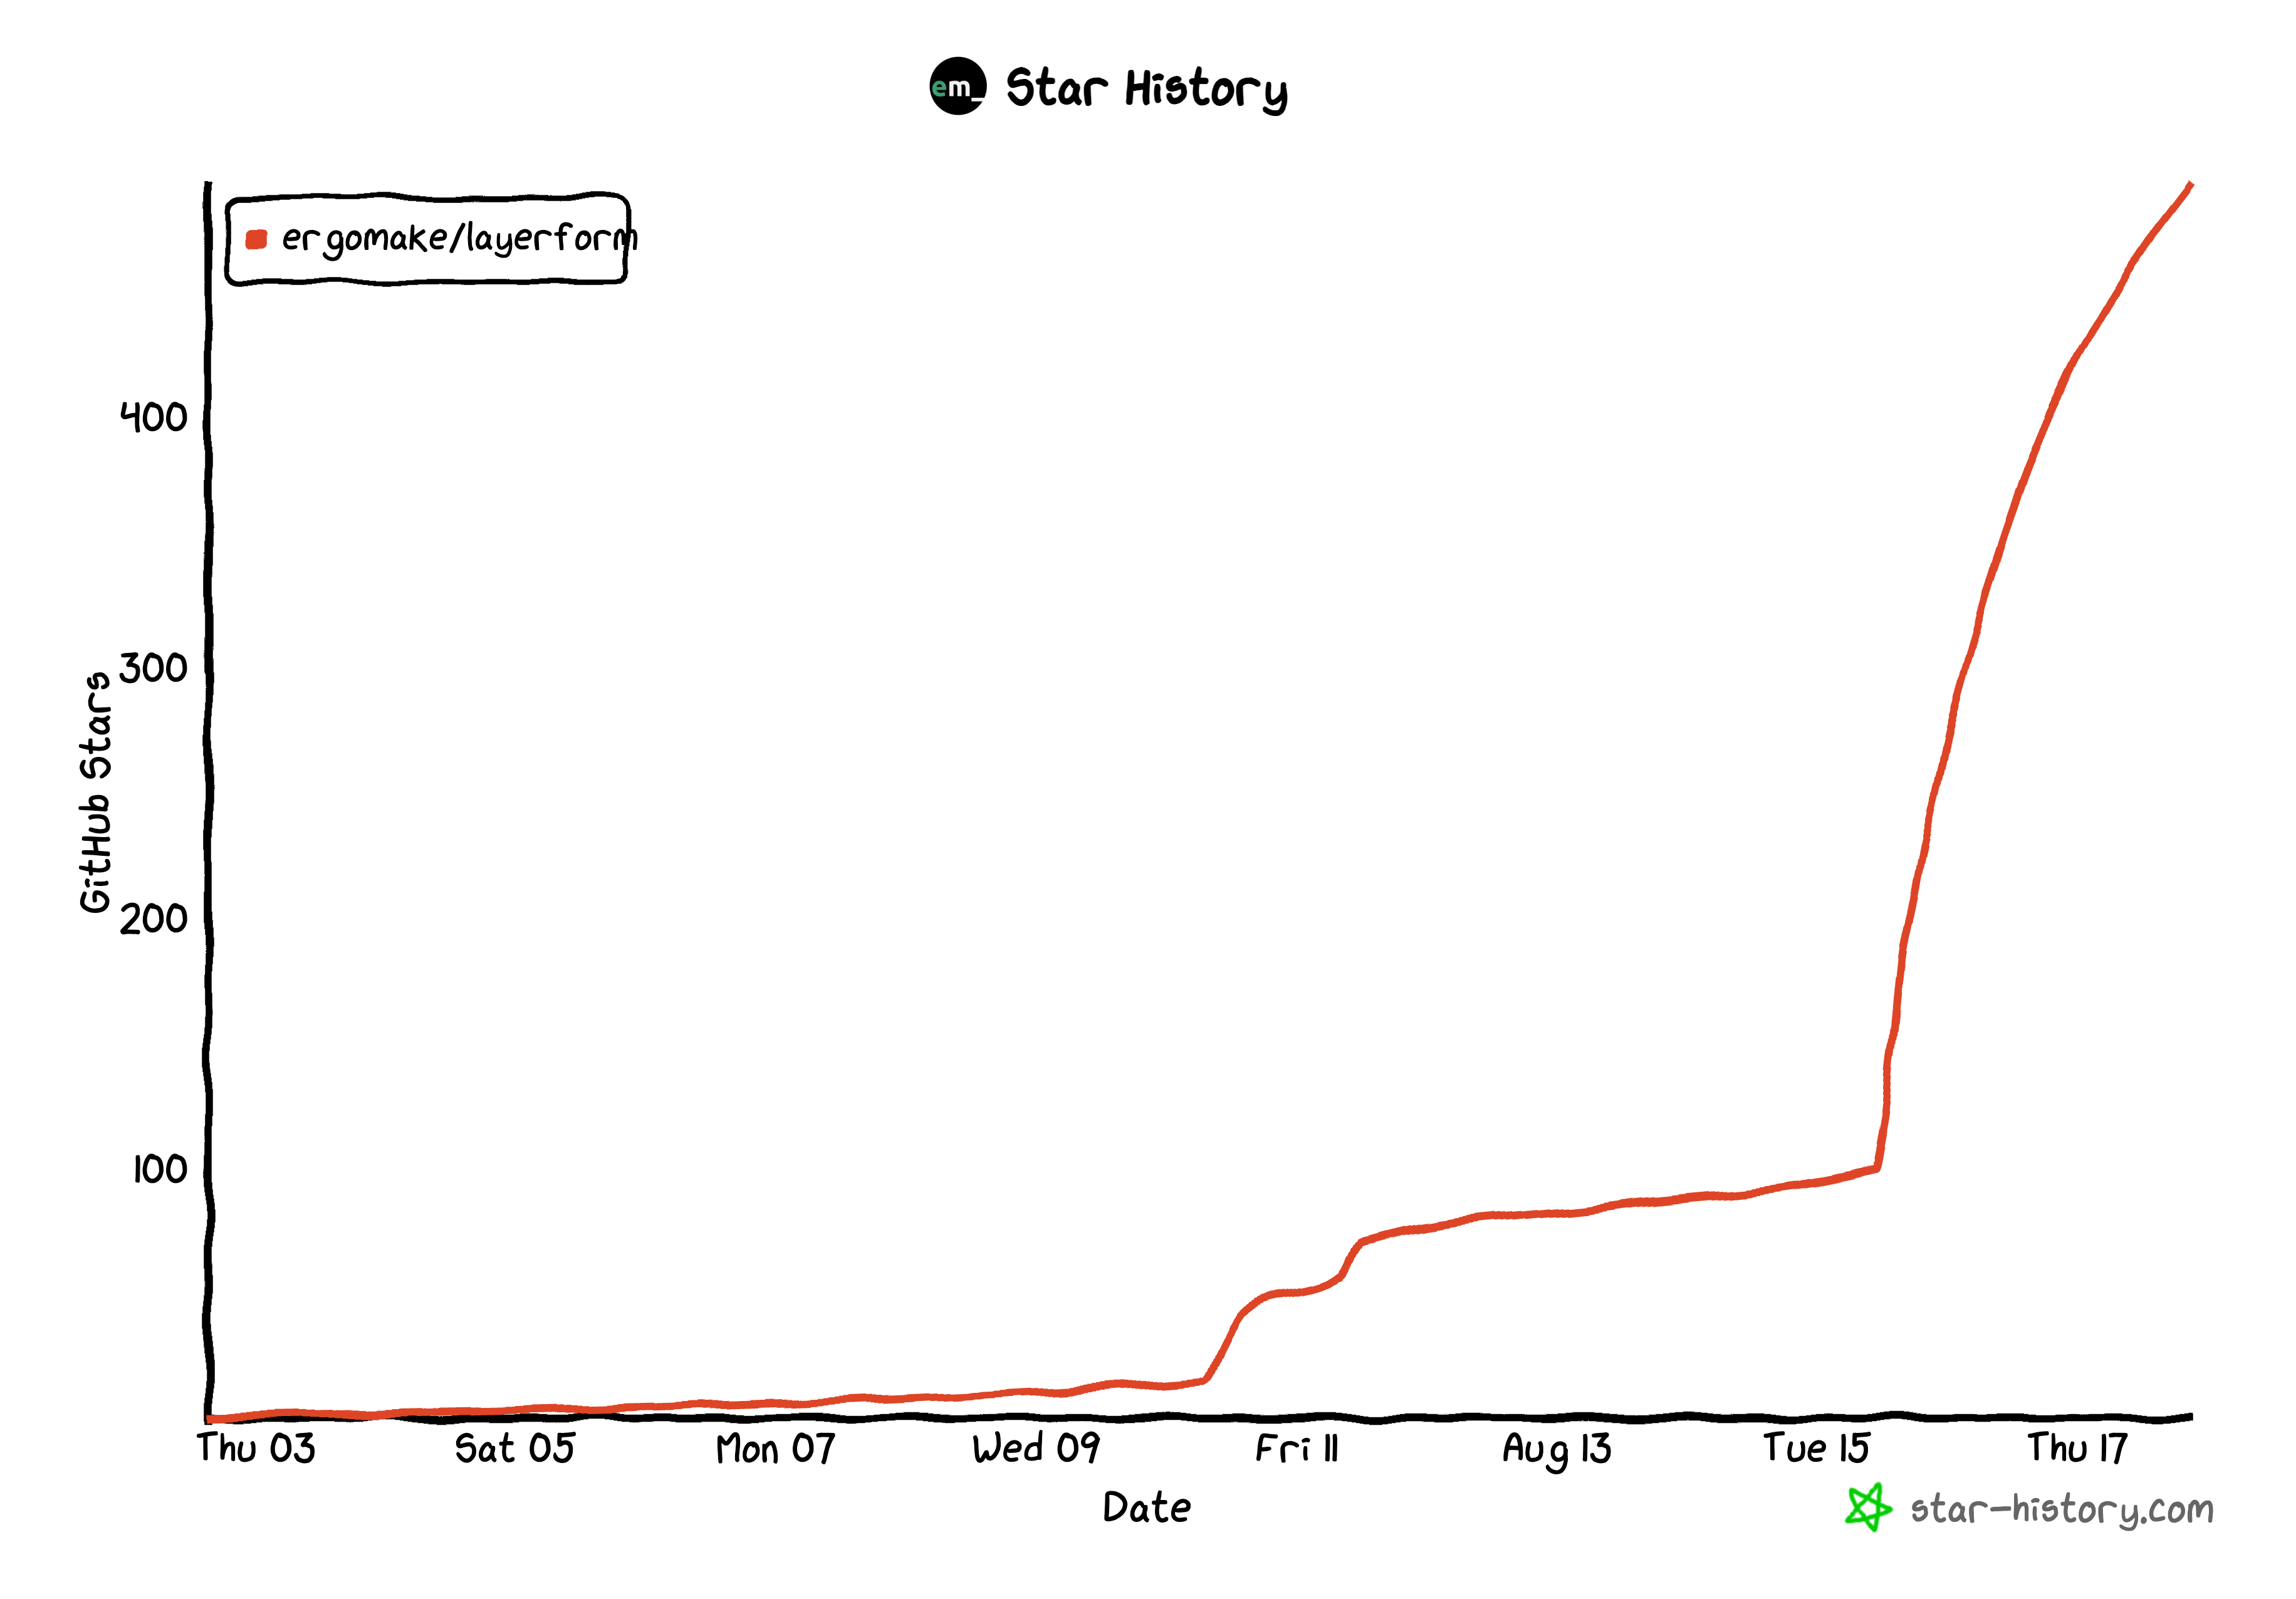 em_ Star History
ergomake/layerform
400
300
200
100
GitHub Stars
Thu 03 Sat 05 Mon 07 Wed 09 Fri 11 Aug 13 Tue 15 Thu 17
Date
star-history.com